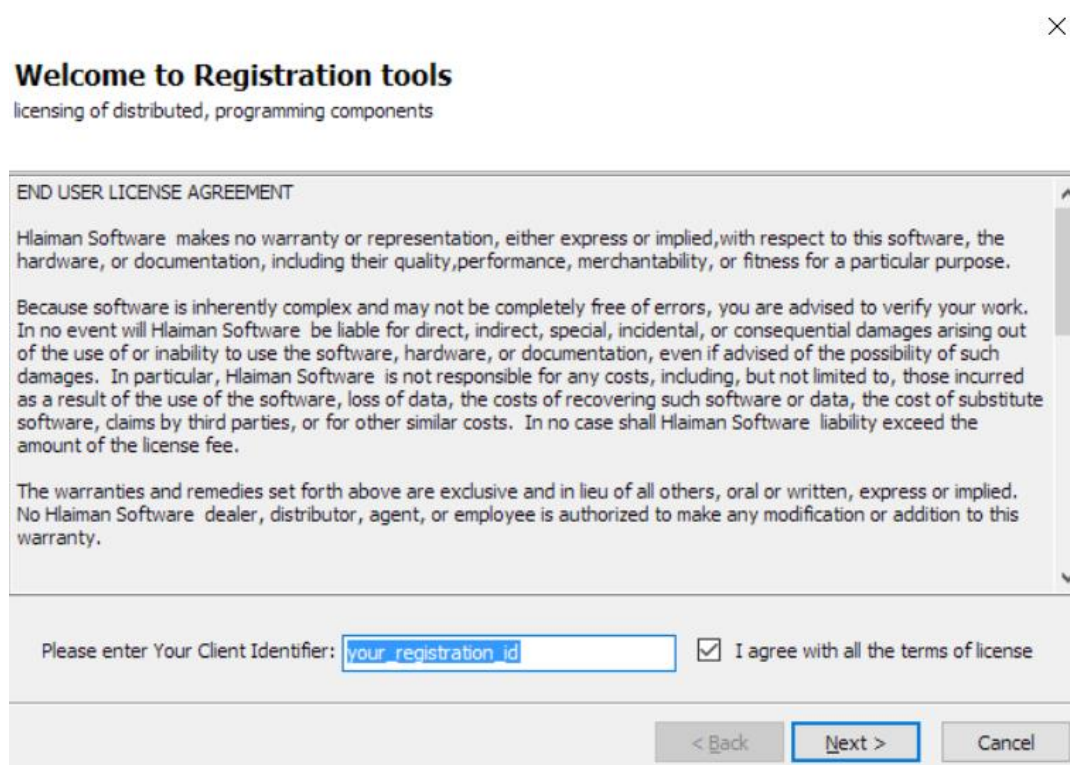 Welcome to Registration tools
licensing of distributed, programming components
END USER LICENSE AGREEMENT
Hlaiman Software makes no warranty or representation, either express or implied,with respect to this software, the
hardware, or documentation, including their quality,performance, merchantability, or fitness for a particular purpose.
Because software is inherently complex and may not be completely free of errors, you are advised to verify your work.
In no event will Hlaiman Software be liable for direct, indirect, special, incidental, or consequential damages arising out
of the use of or inability to use the software, hardware, or documentation, even if advised of the possibility of such
damages. In particular, Hlaiman Software is not responsible for any costs, including, but not limited to, those incurred
as a result of the use of the software, loss of data, the costs of recovering such software or data, the cost of substitute
software, claims by third parties, or for other similar costs. In no case shall Hlaiman Software liability exceed the
amount of the license fee.
The warranties and remedies set forth above are exclusive and in lieu of all others, oral or written, express or implied.
No Hlaiman Software dealer, distributor, agent, or employee is authorized to make any modification or addition to this
warranty.
Please enter Your Client Identifier: your_registration_id I agree with all the terms of license
< Back Next > Cancel